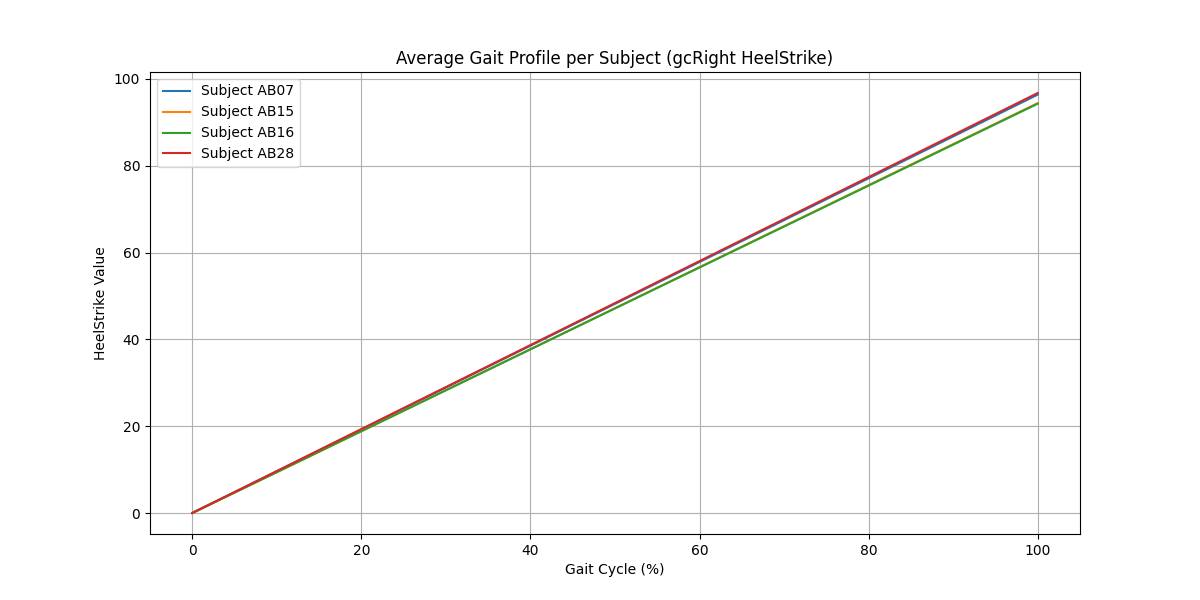 Average Gait Profile per Subject (gcRight HeelStrike)
Subject AB07
Subject AB15
Subject AB16
Subject AB28
HeelStrike Value
100
80
60
40
20
0
0 20 40 60 80 100
Gait Cycle (%)